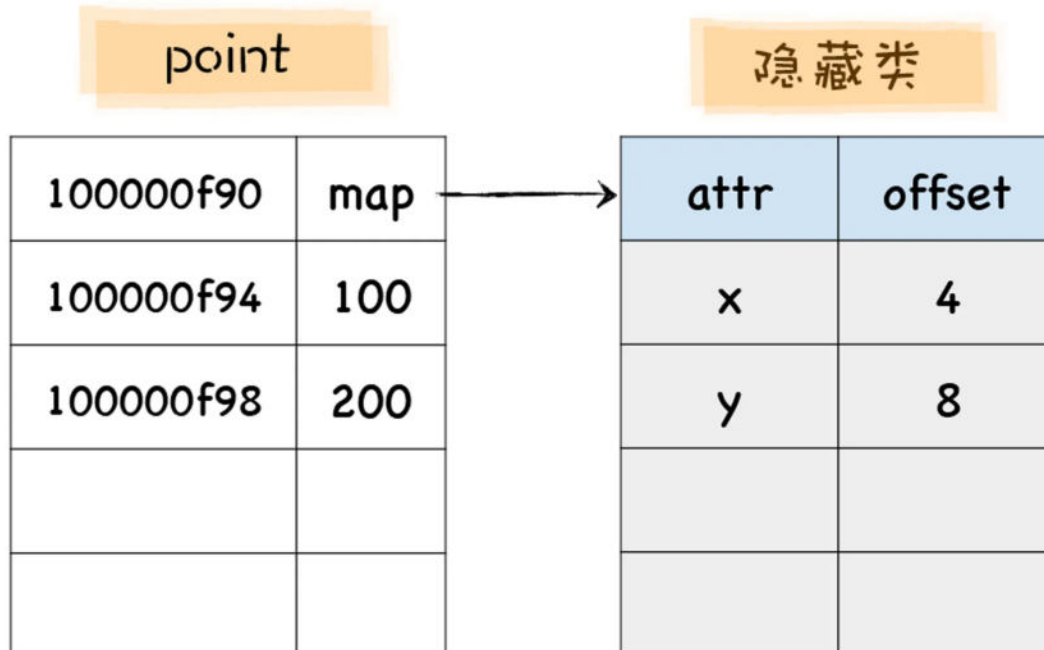 point
隐藏类
100000f90 map
attr offset
100000f94 100
x 4
100000f98 200
y 8